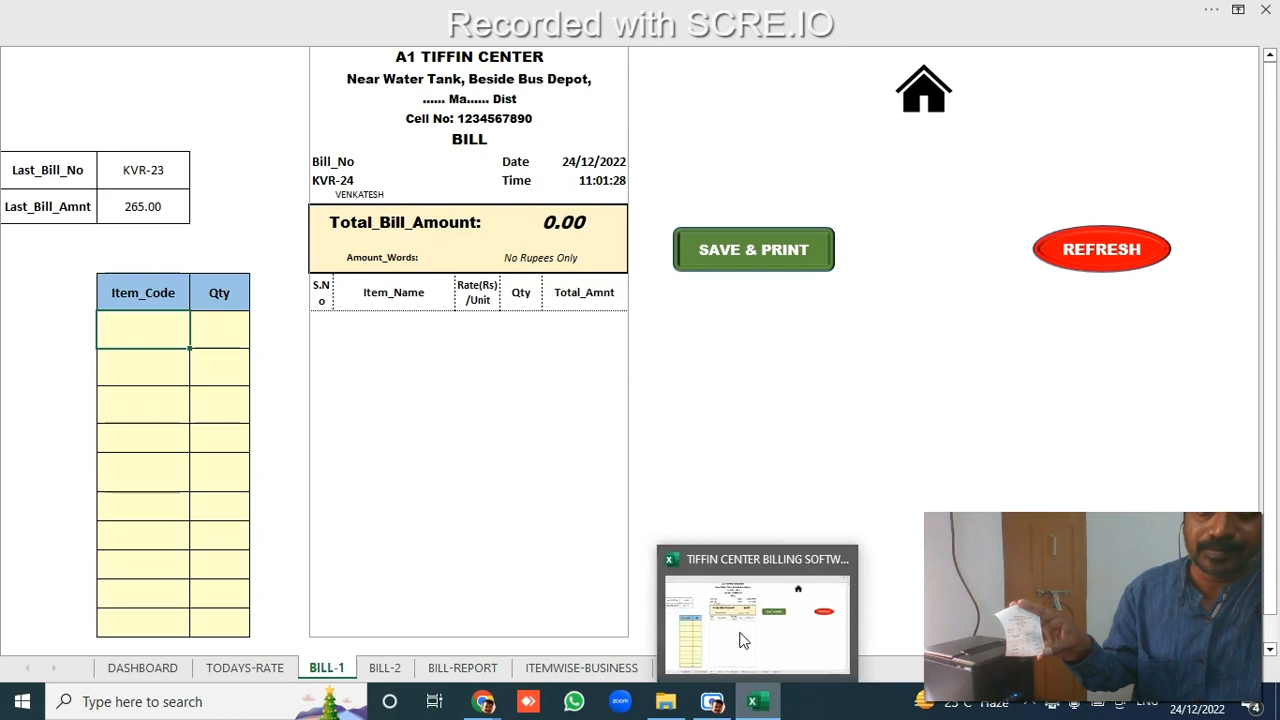 Recorded with SCRE.IO
A1 TIFFIN CENTER
Near Water Tank, Beside Bus Depot,
...... Ma...... Dist
Cell No: 1234567890
BILL
Bill_No Date 24/12/2022
KVR-24 Time 11:01:28
VENKATESH
Last_Bill_No KVR-23
Last_Bill_Amnt 265.00
Total_Bill_Amount: 0.00
Amount_Words: No Rupees Only
SAVE & PRINT
REFRESH
Item_Code Qty
S.N
o Item_Name Rate(Rs)
/Unit Qty Total_Amnt
TIFFIN CENTER BILLING SOFTW...
DASHBOARD TODAYS-RATE BILL-1 BILL-2 BILL-REPORT ITEMWISE-BUSINESS
Type here to search
zoom
25°C Haze
24/12/2022
4